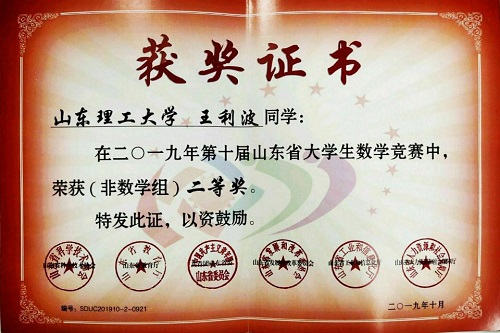 获奖证书
山东理工大学 王利波 同学：
在二〇一九年第十届山东省大学生数学竞赛中，
荣获（非数学组）二等奖。
特发此证，以资鼓励。
编号：SDUC201910-2-0921
二〇一九年十月